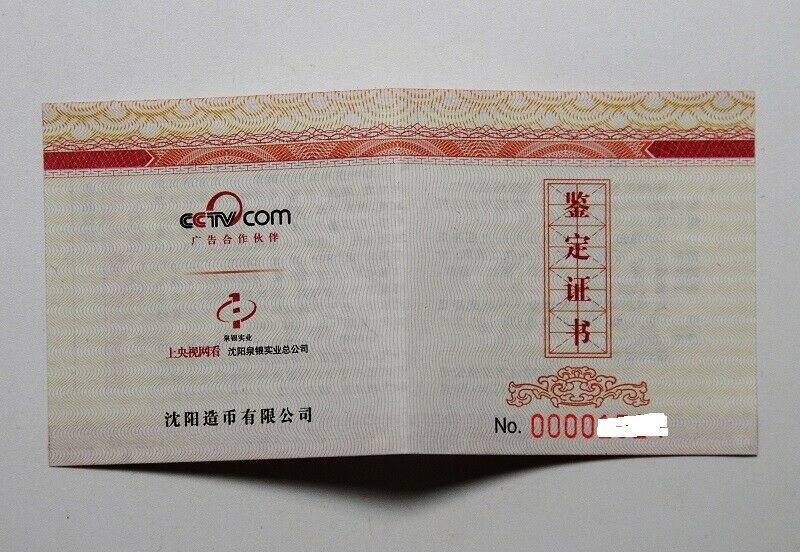 CCTV.com
广告合作伙伴
泉银实业
上央视网看 沈阳泉银实业总公司
沈阳造币有限公司
鉴定证书
No. 00001